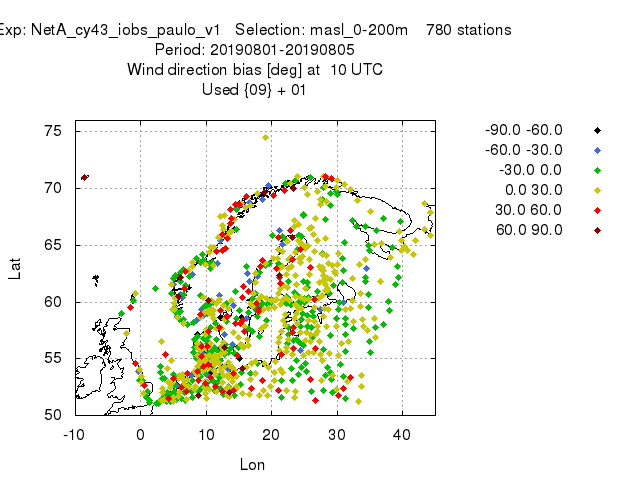 Exp: NetA_cy43_iobs_paulo_v1 Selection: masl_0-200m 780 stations
Period: 20190801-20190805
Wind direction bias [deg] at 10 UTC
Used {09} + 01
-90.0 -60.0
-60.0 -30.0
-30.0 0.0
0.0 30.0
30.0 60.0
60.0 90.0
75
70
65
60
55
50
Lat
-10 0 10 20 30 40
Lon